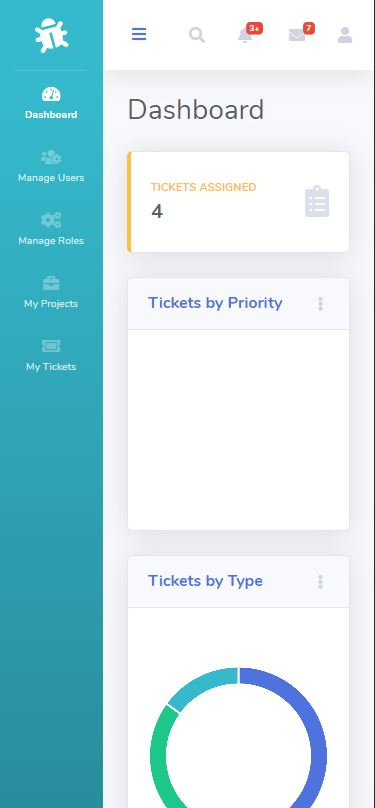 3+
7
Dashboard
Manage Users
Manage Roles
My Projects
My Tickets
Dashboard
TICKETS ASSIGNED
4
Tickets by Priority
Tickets by Type